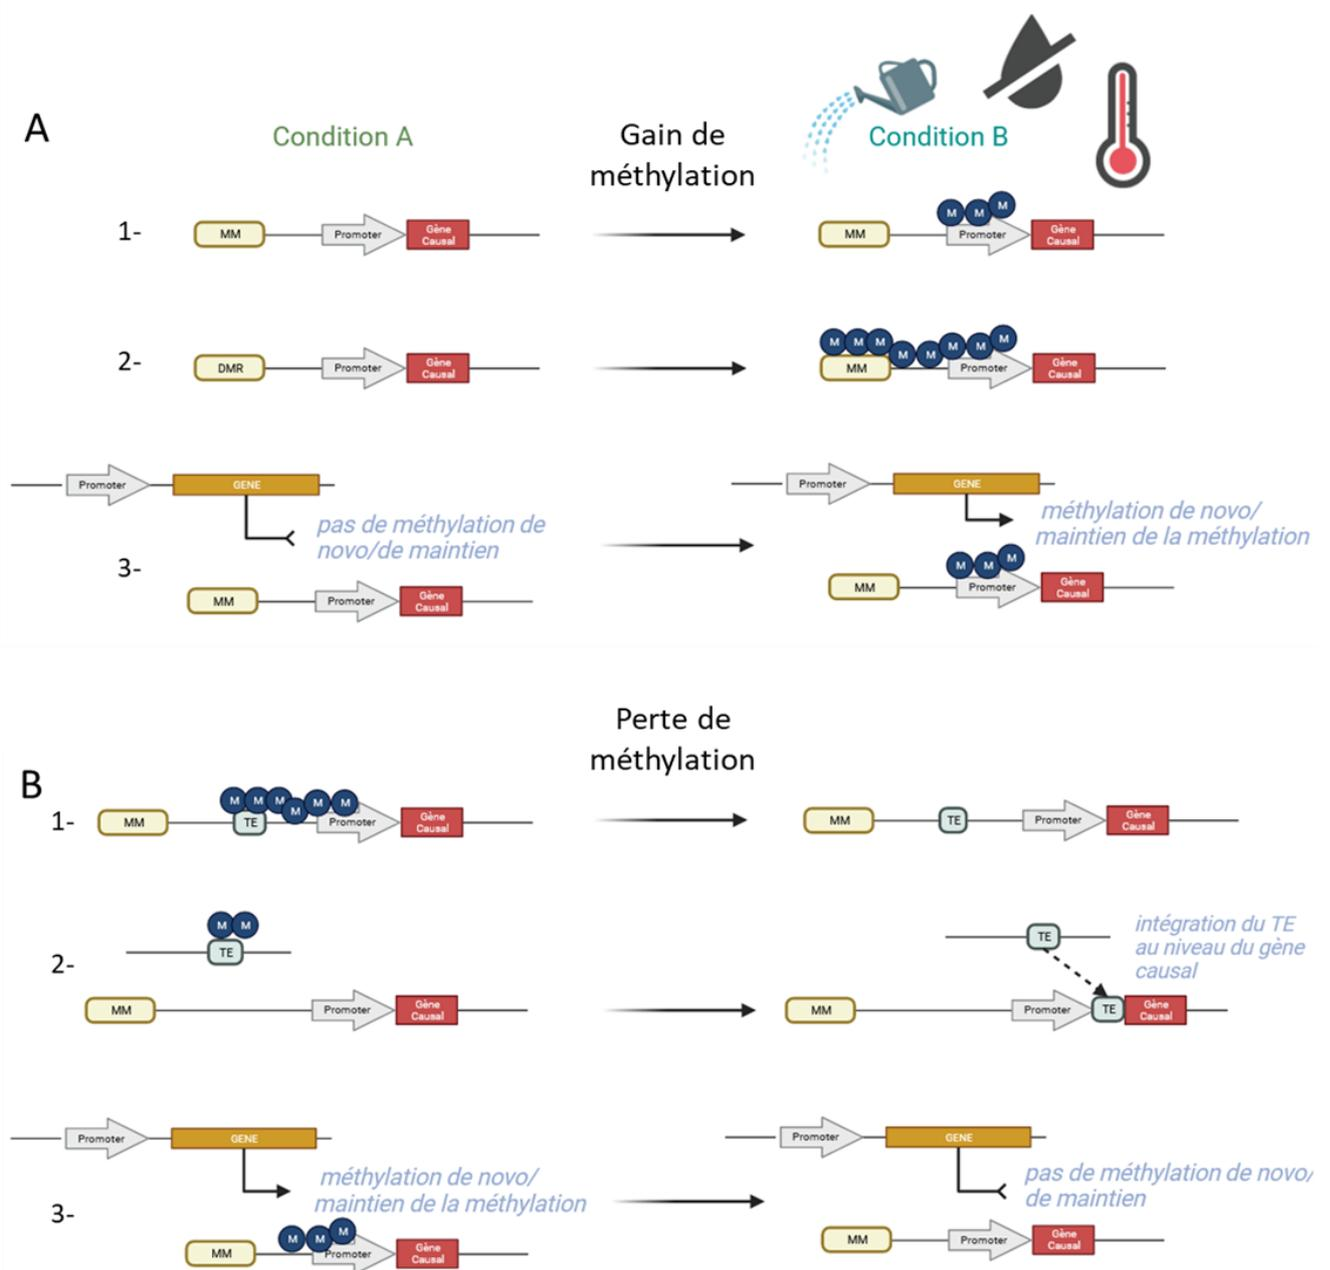 A
Condition A
Gain de
méthylation
Condition B
1-
MM
Promoter
Gène
Causal
MM
M
M
M
Promoter
Gène
Causal
2-
DMR
Promoter
Gène
Causal
M
M
M
M
M
M
M
M
MM
Promoter
Gène
Causal
3-
Promoter
GENE
pas de méthylation de
novo/de maintien
MM
Promoter
Gène
Causal
Promoter
GENE
méthylation de novo/
maintien de la méthylation
M
M
M
MM
Promoter
Gène
Causal
Perte de
méthylation
B
1-
MM
M
M
M
M
M
M
TE
Promoter
Gène
Causal
MM
TE
Promoter
Gène
Causal
2-
M
M
TE
MM
Promoter
Gène
Causal
TE
intégration du TE
au niveau du gène
causal
MM
Promoter
TE
Gène
Causal
3-
Promoter
GENE
méthylation de novo/
maintien de la méthylation
M
M
M
MM
Promoter
Gène
Causal
Promoter
GENE
pas de méthylation de novo/
de maintien
MM
Promoter
Gène
Causal